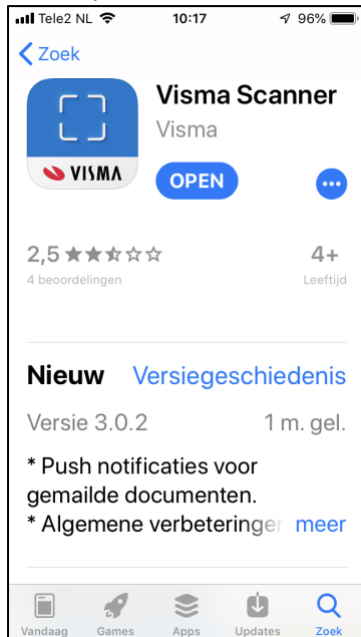 Tele2 NL 10:17 96%
Zoek
Visma Scanner
Visma
VISMA
OPEN
2,5 4+
4 beoordelingen Leeftijd
Nieuw Versiegeschiedenis
Versie 3.0.2 1 m. gel.
* Push notificaties voor
gemailde documenten.
* Algemene verbeteringen meer
Vandaag Games Apps Updates Zoek